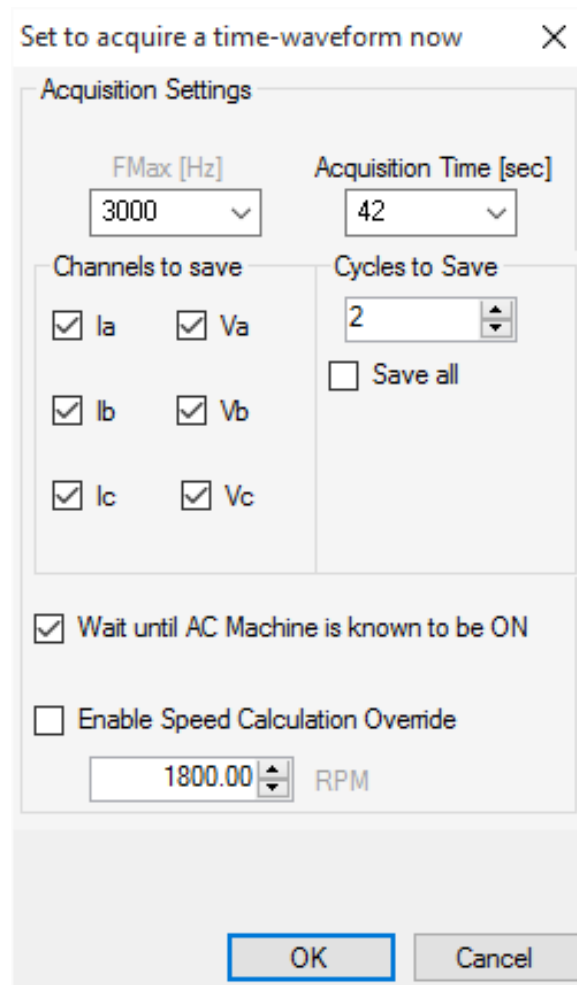 Set to acquire a time-waveform now
Acquisition Settings
FMax [Hz] Acquisition Time [sec]
3000 42
Channels to save Cycles to Save
2
Ia Va
Save all
Ib Vb
Ic Vc
Wait until AC Machine is known to be ON
Enable Speed Calculation Override
1800.00 RPM
OK Cancel